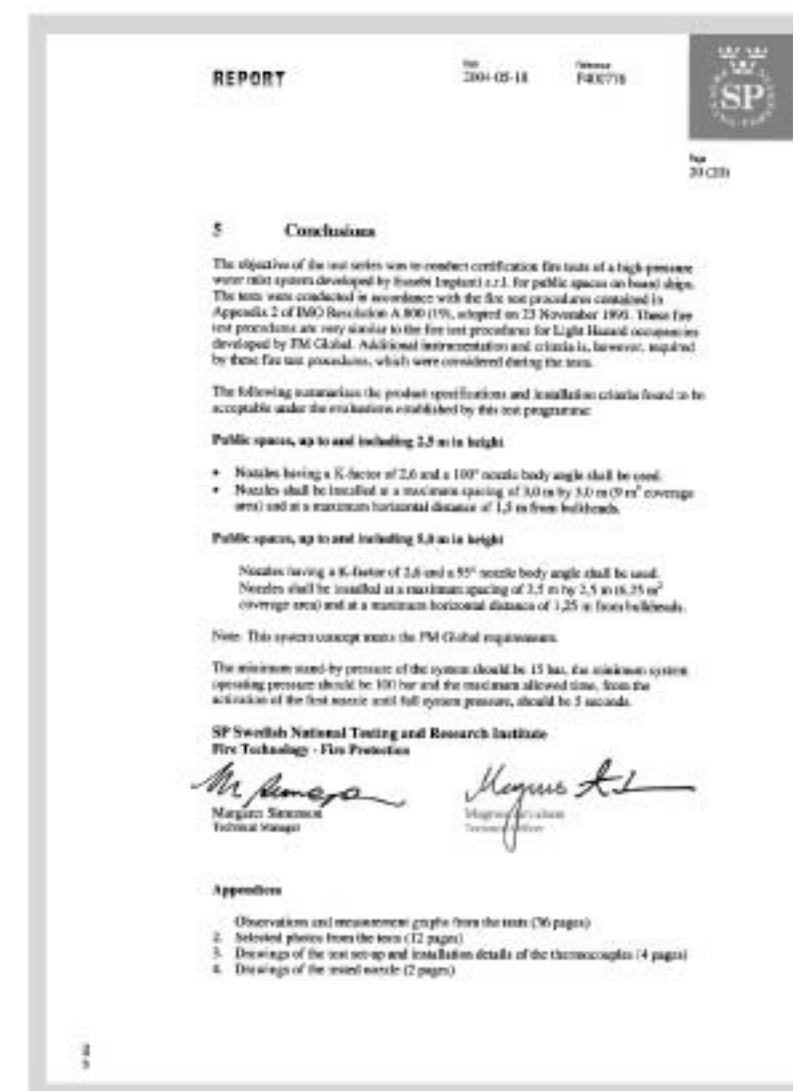 REPORT
Date
2004-05-18
Reference
P400776
SP
Page
20 (20)
5 Conclusions
The objective of the test series was to conduct certification fire tests of a high-pressure
water mist system developed by Impianti s.r.l. for public spaces on board ships.
The tests were conducted in accordance with the fire test procedures contained in
Appendix 2 of IMO Resolution A.800 (19), adopted on 23 November 1995. These fire
test procedures are very similar to the fire test procedures for Light Hazard occupancies
developed by FM Global. Additional instrumentation and criteria is, however, required
by these fire test procedures, which were considered during the tests.
The following summarizes the product specifications and installation criteria found to be
acceptable under the evaluations established by this test programme:
Public spaces, up to and including 2,5 m in height
• Nozzles having a K-factor of 2,6 and a 100° nozzle body angle shall be used.
• Nozzles shall be installed at a maximum spacing of 3,0 m by 3,0 m (9 m² coverage
area) and at a maximum horizontal distance of 1,5 m from bulkheads.
Public spaces, up to and including 5,0 m in height
Nozzles having a K-factor of 2,6 and a 95° nozzle body angle shall be used.
Nozzles shall be installed at a maximum spacing of 2,5 m by 2,5 m (6,25 m²
coverage area) and at a maximum horizontal distance of 1,25 m from bulkheads.
Note: This system concept meets the FM Global requirements.
The minimum stand-by pressure of the system should be 15 bar, the minimum system
operating pressure should be 100 bar and the maximum allowed time, from the
activation of the first nozzle until full system pressure, should be 5 seconds.
SP Swedish National Testing and Research Institute
Fire Technology - Fire Protection
Margaret Simonson
Technical Manager
Magnus Arvidson
Technical Officer
Appendices
Observations and measurement graphs from the tests (36 pages)
2. Selected photos from the tests (12 pages)
3. Drawings of the test set-up and installation details of the thermocouples (4 pages)
4. Drawings of the tested nozzle (2 pages)